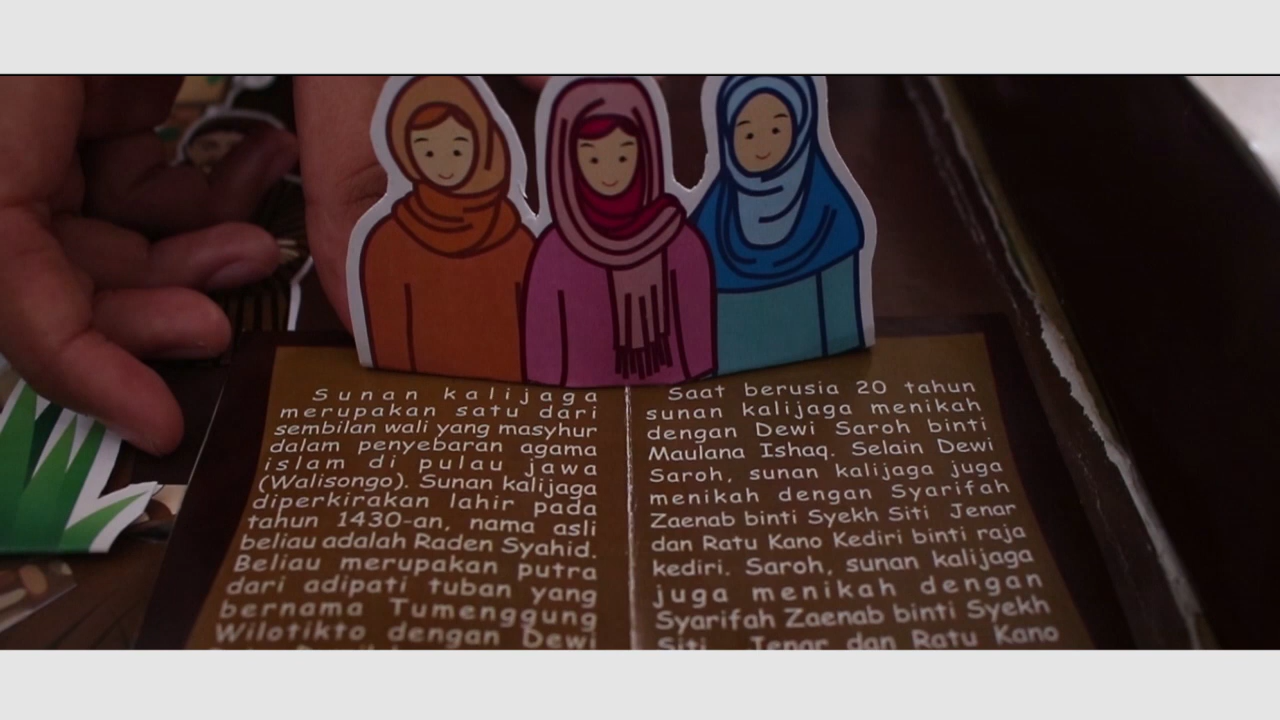 Sunan kalijaga
merupakan satu dari
sembilan wali yang masyhur
dalam penyebaran agama
islam di pulau jawa
(Walisongo). Sunan kalijaga
diperkirakan lahir pada
tahun 1430-an, nama asli
beliau adalah Raden Syahid.
Beliau merupakan putra
dari adipati tuban yang
bernama Tumenggung
Wilotikto dengan Dewi
Saat berusia 20 tahun
sunan kalijaga menikah
dengan Dewi Saroh binti
Maulana Ishaq. Selain Dewi
Saroh, sunan kalijaga juga
menikah dengan Syarifah
Zaenab binti Syekh Siti Jenar
dan Ratu Kano Kediri binti raja
kediri. Saroh, sunan kalijaga
juga menikah dengan
Syarifah Zaenab binti Syekh
Siti Jenar dan Ratu Kano